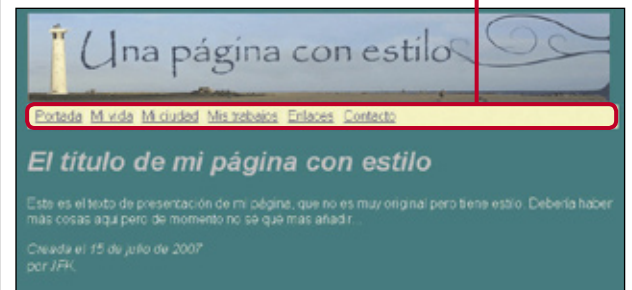 Una página con estilo
Portada Mi vida Mi ciudad Mis trabajos Enlaces Contacto
El título de mi página con estilo
Este es el texto de presentación de mi página, que no es muy original pero tiene estilo. Debería haber
más cosas aquí pero de momento no sé qué mas añadir...
Creada el 15 de julio de 2007
por JFK.